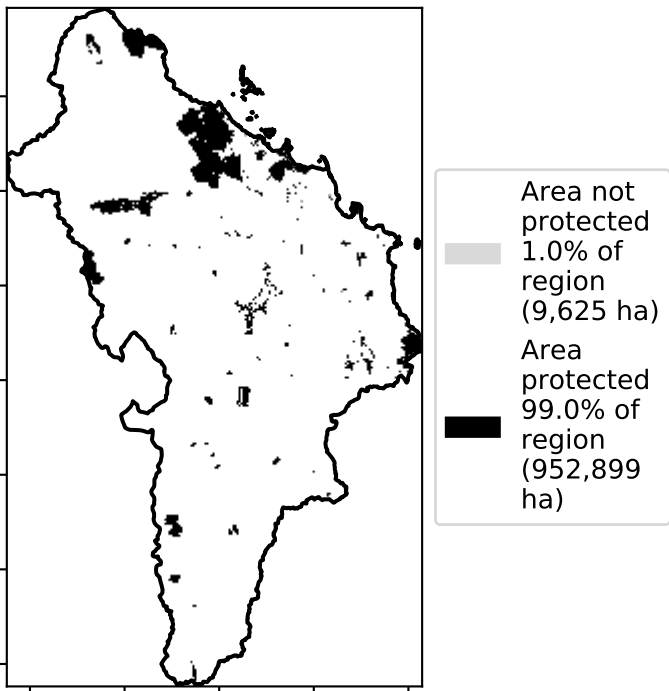 Area not
protected
1.0% of
region
(9,625 ha)
Area
protected
99.0% of
region
(952,899
ha)